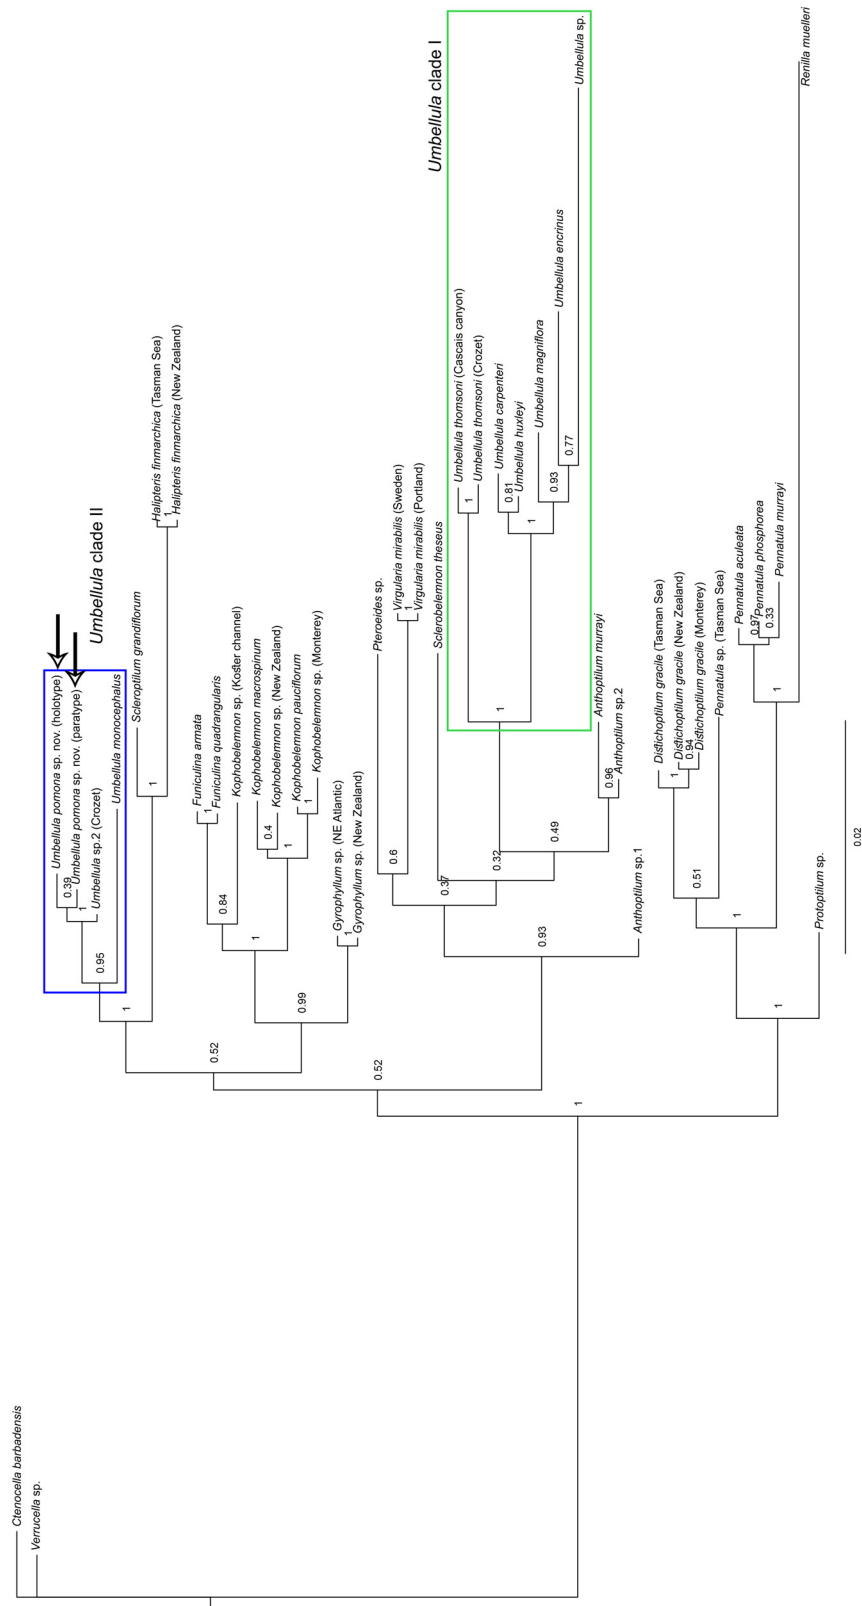 Ctenocella barbadensis
Verrucella sp.
Umbellula pomona sp. nov. (holotype)
0.39
Umbellula pomona sp. nov. (paratype)
1
Umbellula sp.2 (Crozet)
0.95
Umbellula monocephalus
Umbellula clade II
1
Scleroptilum grandiflorum
1
Halipteris finmarchica (Tasman Sea)
1
Halipteris finmarchica (New Zealand)
0.52
Funiculina armata
1
Funiculina quadrangularis
0.84
Kophobelemnon sp. (Koster channel)
1
Kophobelemnon macrospinum
0.4
Kophobelemnon sp. (New Zealand)
1
Kophobelemnon pauciflorum
1
Kophobelemnon sp. (Monterey)
0.99
Gyrophyllum sp. (NE Atlantic)
1
Gyrophyllum sp. (New Zealand)
0.52
Pteroeides sp.
0.6
Virgularia mirabilis (Sweden)
1
Virgularia mirabilis (Portland)
0.37
Sclerobelemnon theseus
0.32
Umbellula clade I
Umbellula thomsoni (Cascais canyon)
1
Umbellula thomsoni (Crozet)
1
Umbellula carpenteri
0.81
Umbellula huxleyi
1
Umbellula magniflora
0.93
Umbellula encrinus
0.77
Umbellula sp.
0.49
Anthoptilum murrayi
0.96
Anthoptilum sp.2
0.93
Anthoptilum sp.1
1
Distichoptilum gracile (Tasman Sea)
1
Distichoptilum gracile (New Zealand)
0.94
Distichoptilum gracile (Monterey)
0.51
Pennatula sp. (Tasman Sea)
1
Pennatula aculeata
0.97
Pennatula phosphorea
0.33
Pennatula murrayi
1
Renilla muelleri
1
Protoptilum sp.
0.02